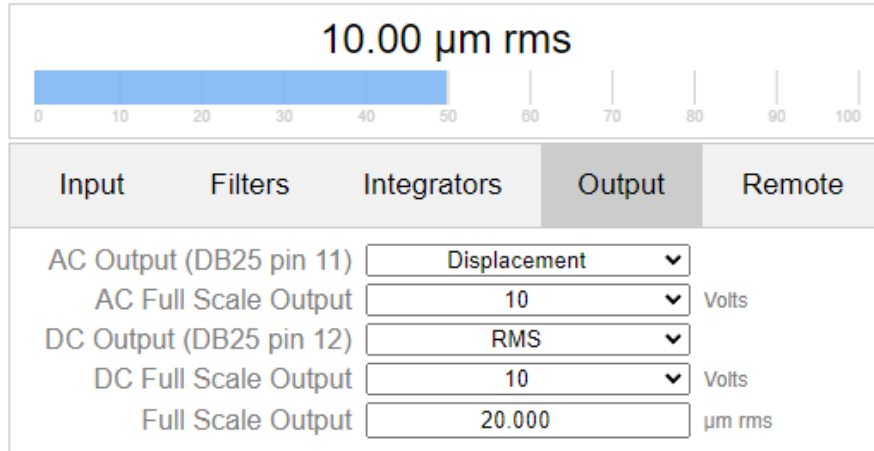 10.00 µm rms
0 10 20 30 40 50 60 70 80 90 100
Input Filters Integrators Output Remote
AC Output (DB25 pin 11) Displacement
AC Full Scale Output 10 Volts
DC Output (DB25 pin 12) RMS
DC Full Scale Output 10 Volts
Full Scale Output 20.000 µm rms